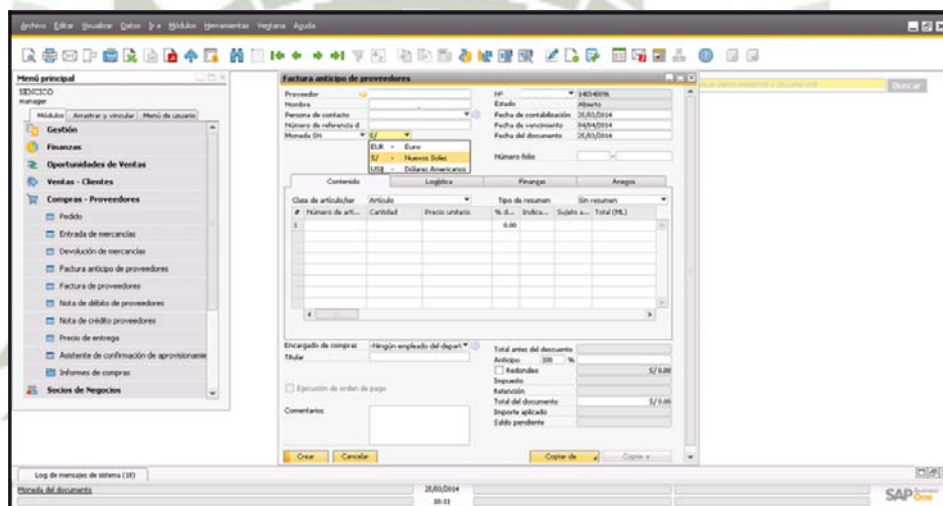 Archivo Editar Visualizar Datos Ir a Módulos Herramientas Ventana Ayuda
Menú principal
SENCICO
manager
Módulos Arrastrar y vincular Menú de usuario
Gestión
Finanzas
Oportunidades de Ventas
Ventas - Clientes
Compras - Proveedores
Pedido
Entrada de mercancías
Devolución de mercancías
Factura anticipo de proveedores
Factura de proveedores
Nota de débito de proveedores
Nota de crédito proveedores
Precio de entrega
Asistente de confirmación de aprovisionamie
Informes de compras
Socios de Negocios
Factura anticipo de proveedores
Proveedor
Nombre
Persona de contacto
Número de referencia d
Moneda SN S/
EUR - Euro
S/ - Nuevos Soles
US$ - Dólares Americanos
Nº 140340096
Estado Abierto
Fecha de contabilización 25/03/2014
Fecha de vencimiento 04/04/2014
Fecha del documento 25/03/2014
Número folio -
Contenido Logística Finanzas Anexos
Clase de artículo/ser Artículo Tipo de resumen Sin resumen
# Número de artí... Cantidad Precio unitario % d... Indica... Sujeto a... Total (ML)
1 0.00
Encargado de compras -Ningún empleado del depart
Titular
Ejecución de orden de pago
Comentarios
Total antes del descuento
Anticipo 100 %
Redondeo S/ 0.00
Impuesto
Retención
Total del documento S/ 0.00
Importe aplicado
Saldo pendiente
Crear Cancelar Copiar de Copiar a
Buscar
Log de mensajes de sistema (10)
Moneda del documento 25/03/2014
SAP Business One